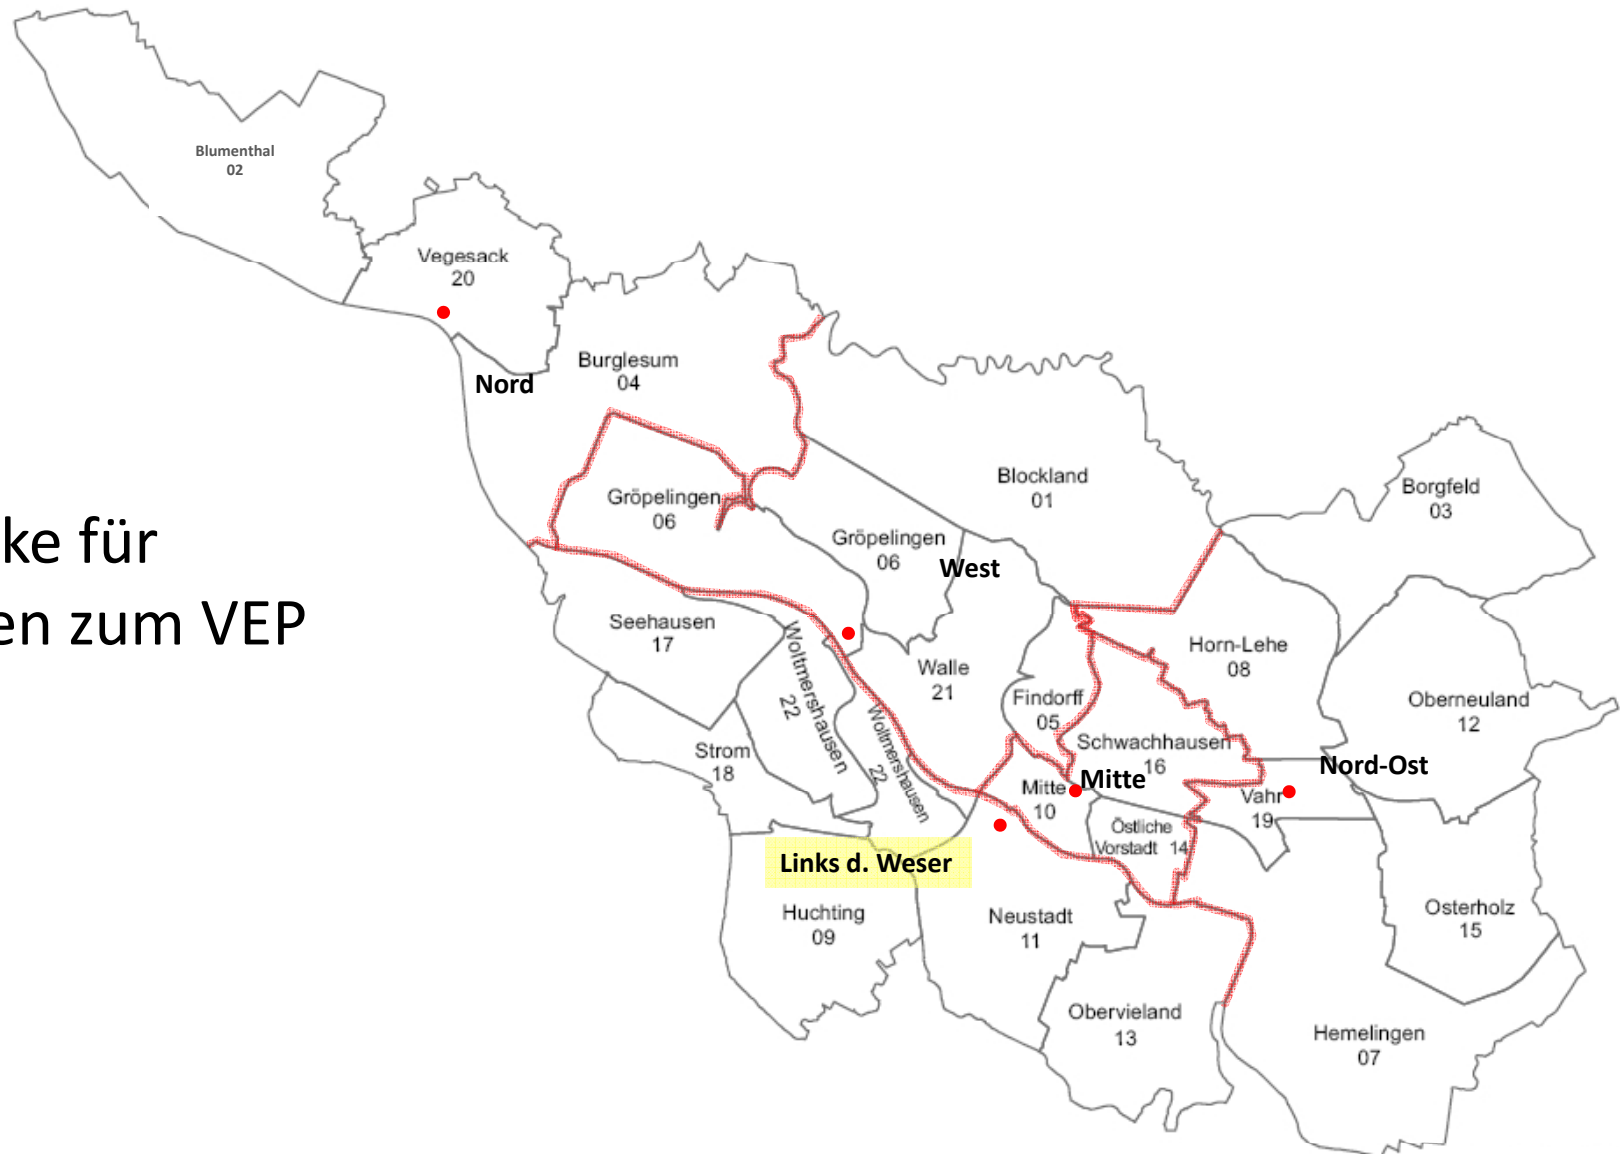 Blumenthal
02
Vegesack
20
Nord
Burglesum
04
Gröpelingen
06
Blockland
01
Borgfeld
03
ke für
en zum VEP
Gröpelingen
06
West
Seehausen
17
Woltmershausen
22
Walle
21
Findorff
05
Horn-Lehe
08
Oberneuland
12
Strom
18
Woltmershausen
22
Schwachhausen
16
Mitte
10
Mitte
Nord-Ost
Vahr
19
Östliche
Vorstadt 14
Links d. Weser
Huchting
09
Neustadt
11
Osterholz
15
Obervieland
13
Hemelingen
07